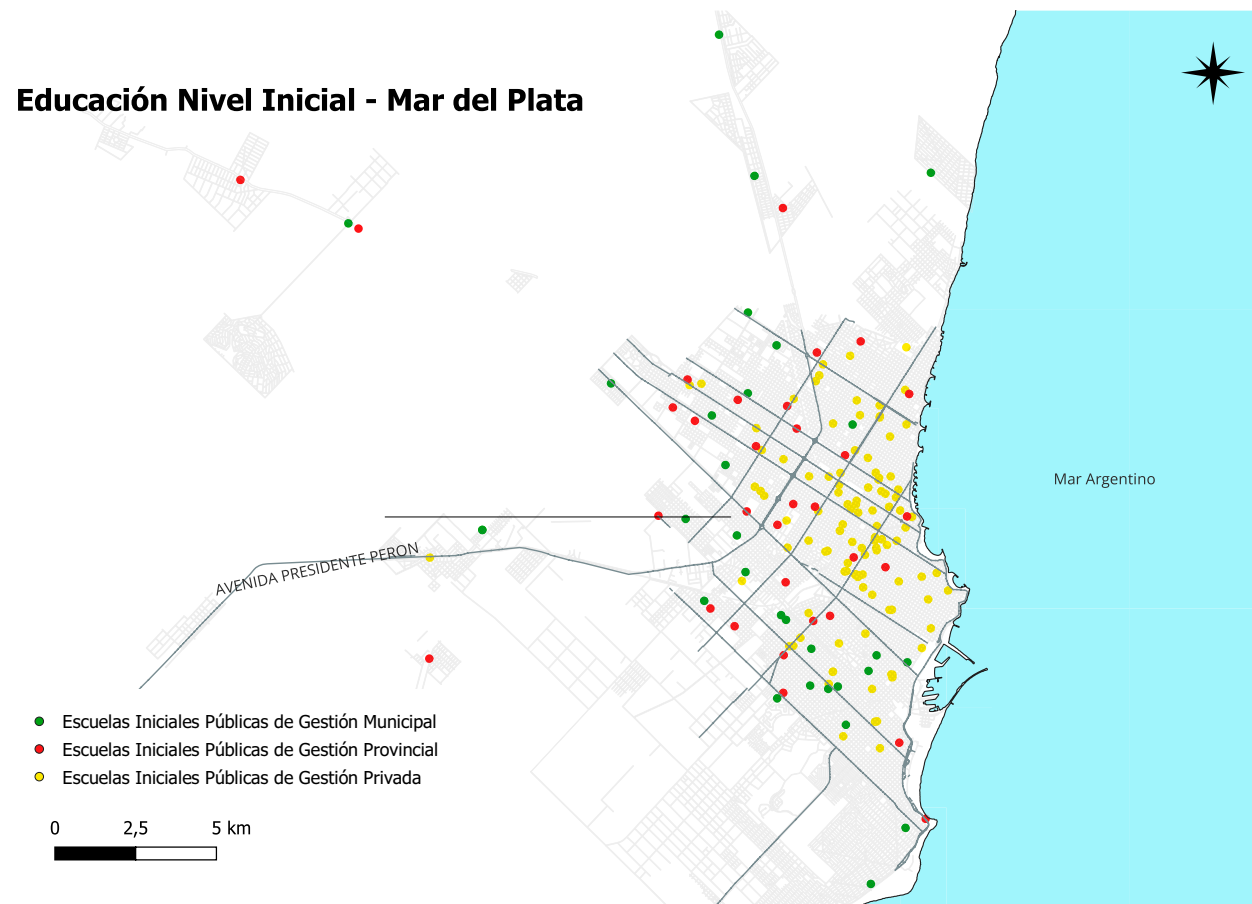 Educación Nivel Inicial - Mar del Plata
Mar Argentino
AVENIDA PRESIDENTE PERON
Escuelas Iniciales Públicas de Gestión Municipal
Escuelas Iniciales Públicas de Gestión Provincial
Escuelas Iniciales Públicas de Gestión Privada
0 2,5 5 km